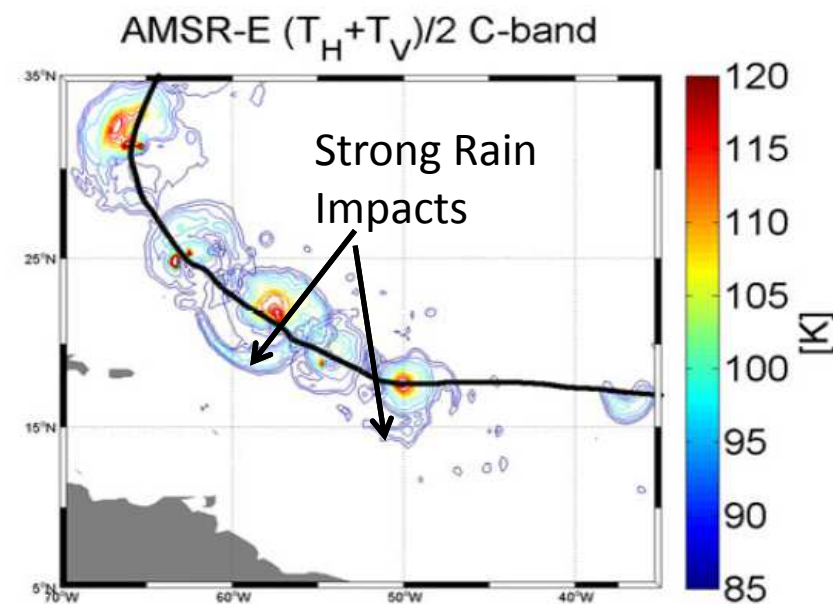 AMSR-E (T_H+T_V)/2 C-band
35°N
25°N
15°N
5°N
70°W
60°W
50°W
40°W
Strong Rain
Impacts
120
115
110
105
100
95
90
85
[K]